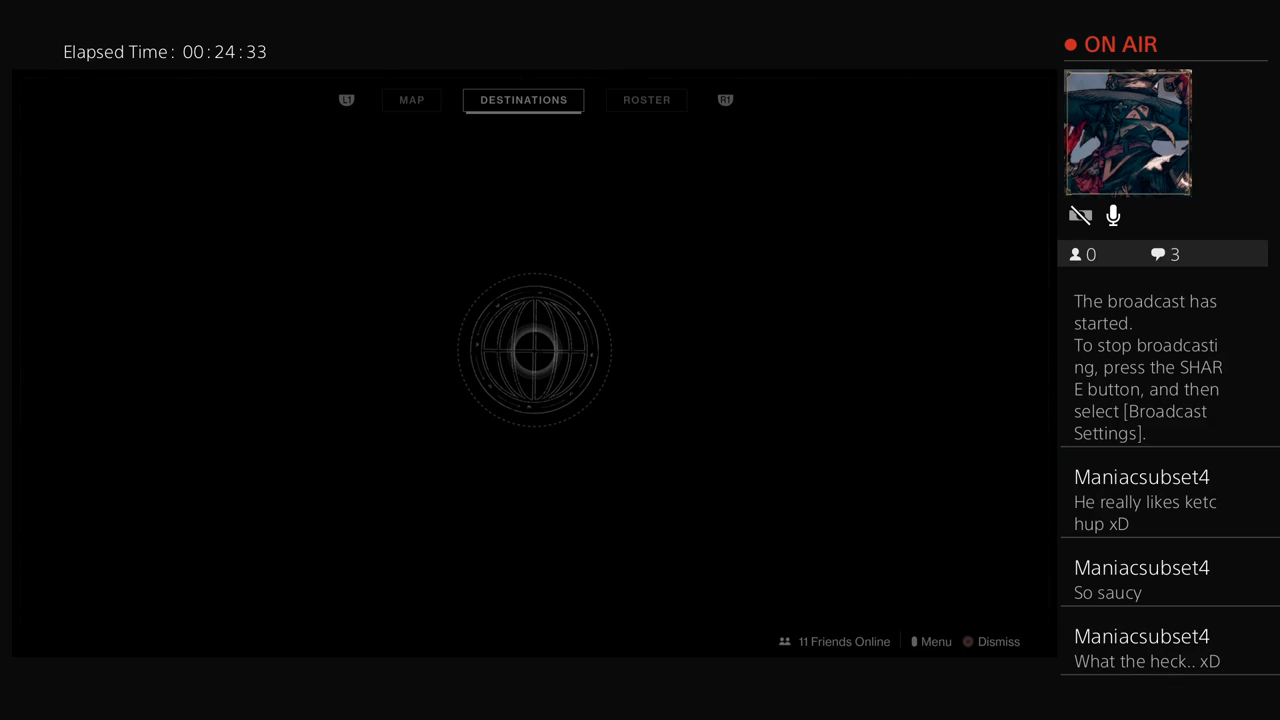 Elapsed Time: 00:24:33
ON AIR
L1
MAP
DESTINATIONS
ROSTER
R1
0
3
The broadcast has
started.
To stop broadcasti
ng, press the SHAR
E button, and then
select [Broadcast
Settings].
Maniacsubset4
He really likes ketc
hup xD
Maniacsubset4
So saucy
Maniacsubset4
What the heck.. xD
11 Friends Online
Menu
Dismiss